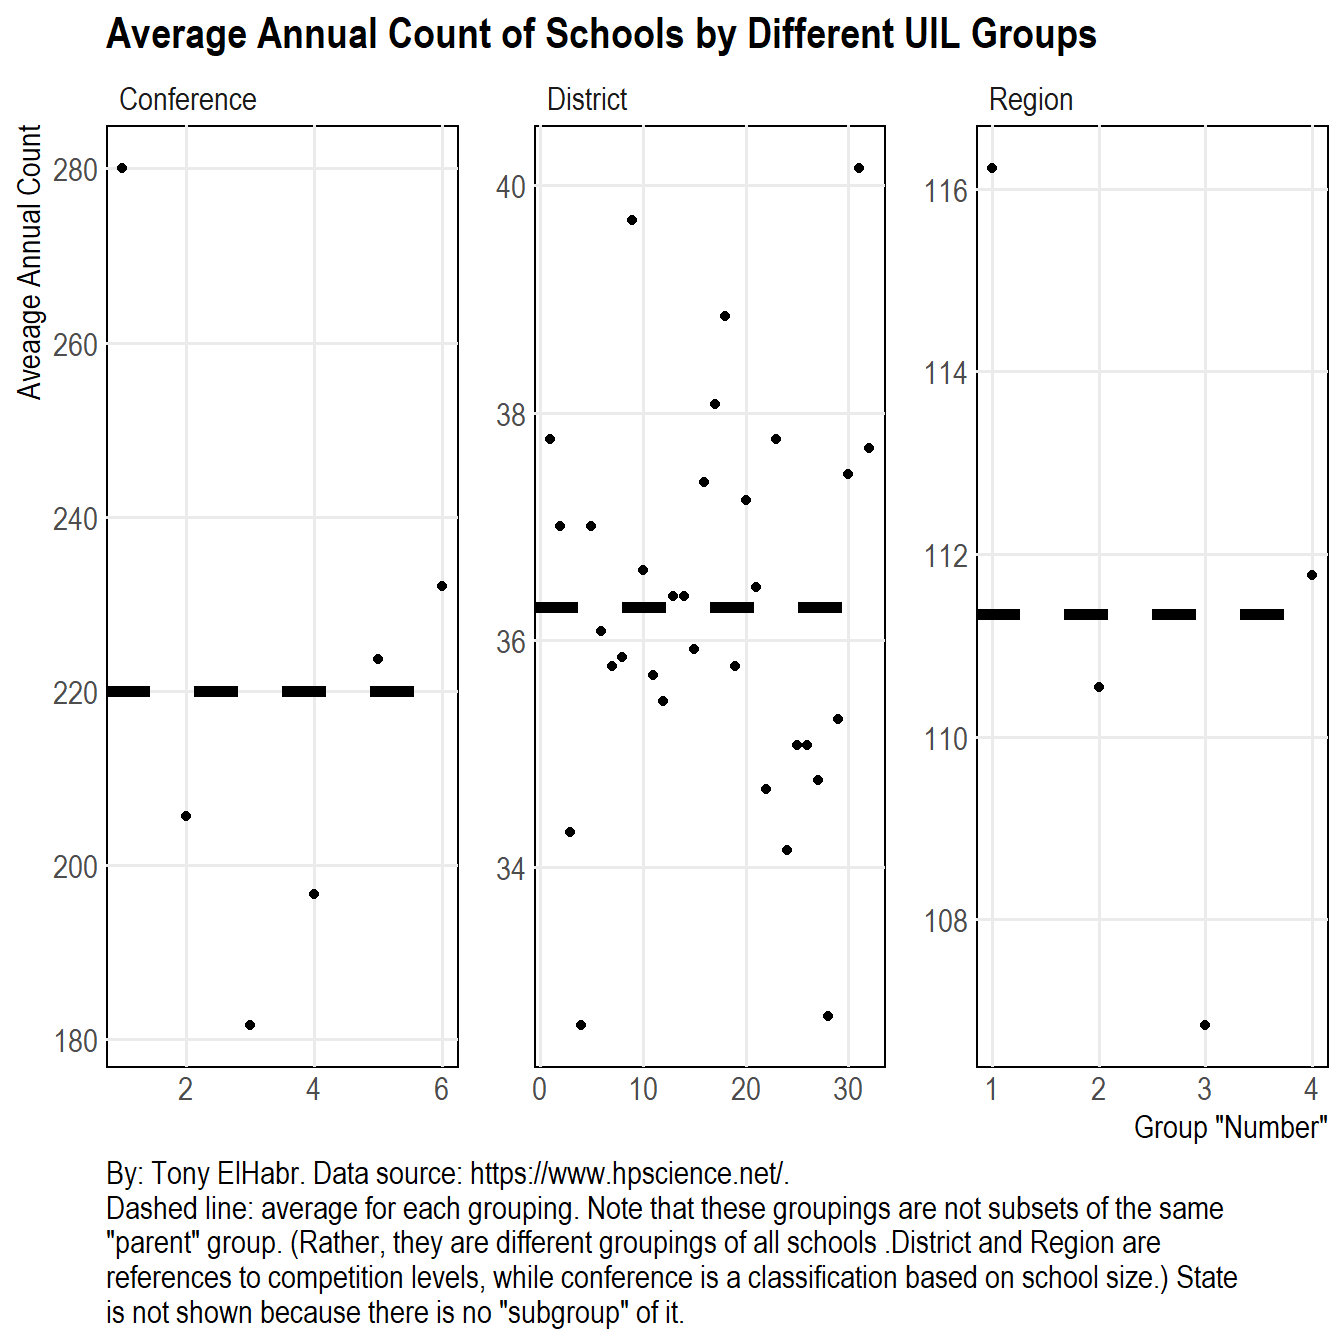 Average Annual Count of Schools by Different UIL Groups
Conference
District
Region
Aveaage Annual Count
280
260
240
220
200
180
40
38
36
34
116
114
112
110
108
2 4 6
0 10 20 30
1 2 3 4
Group "Number"
By: Tony ElHabr. Data source: https://www.hpscience.net/.
Dashed line: average for each grouping. Note that these groupings are not subsets of the same
"parent" group. (Rather, they are different groupings of all schools .District and Region are
references to competition levels, while conference is a classification based on school size.) State
is not shown because there is no "subgroup" of it.